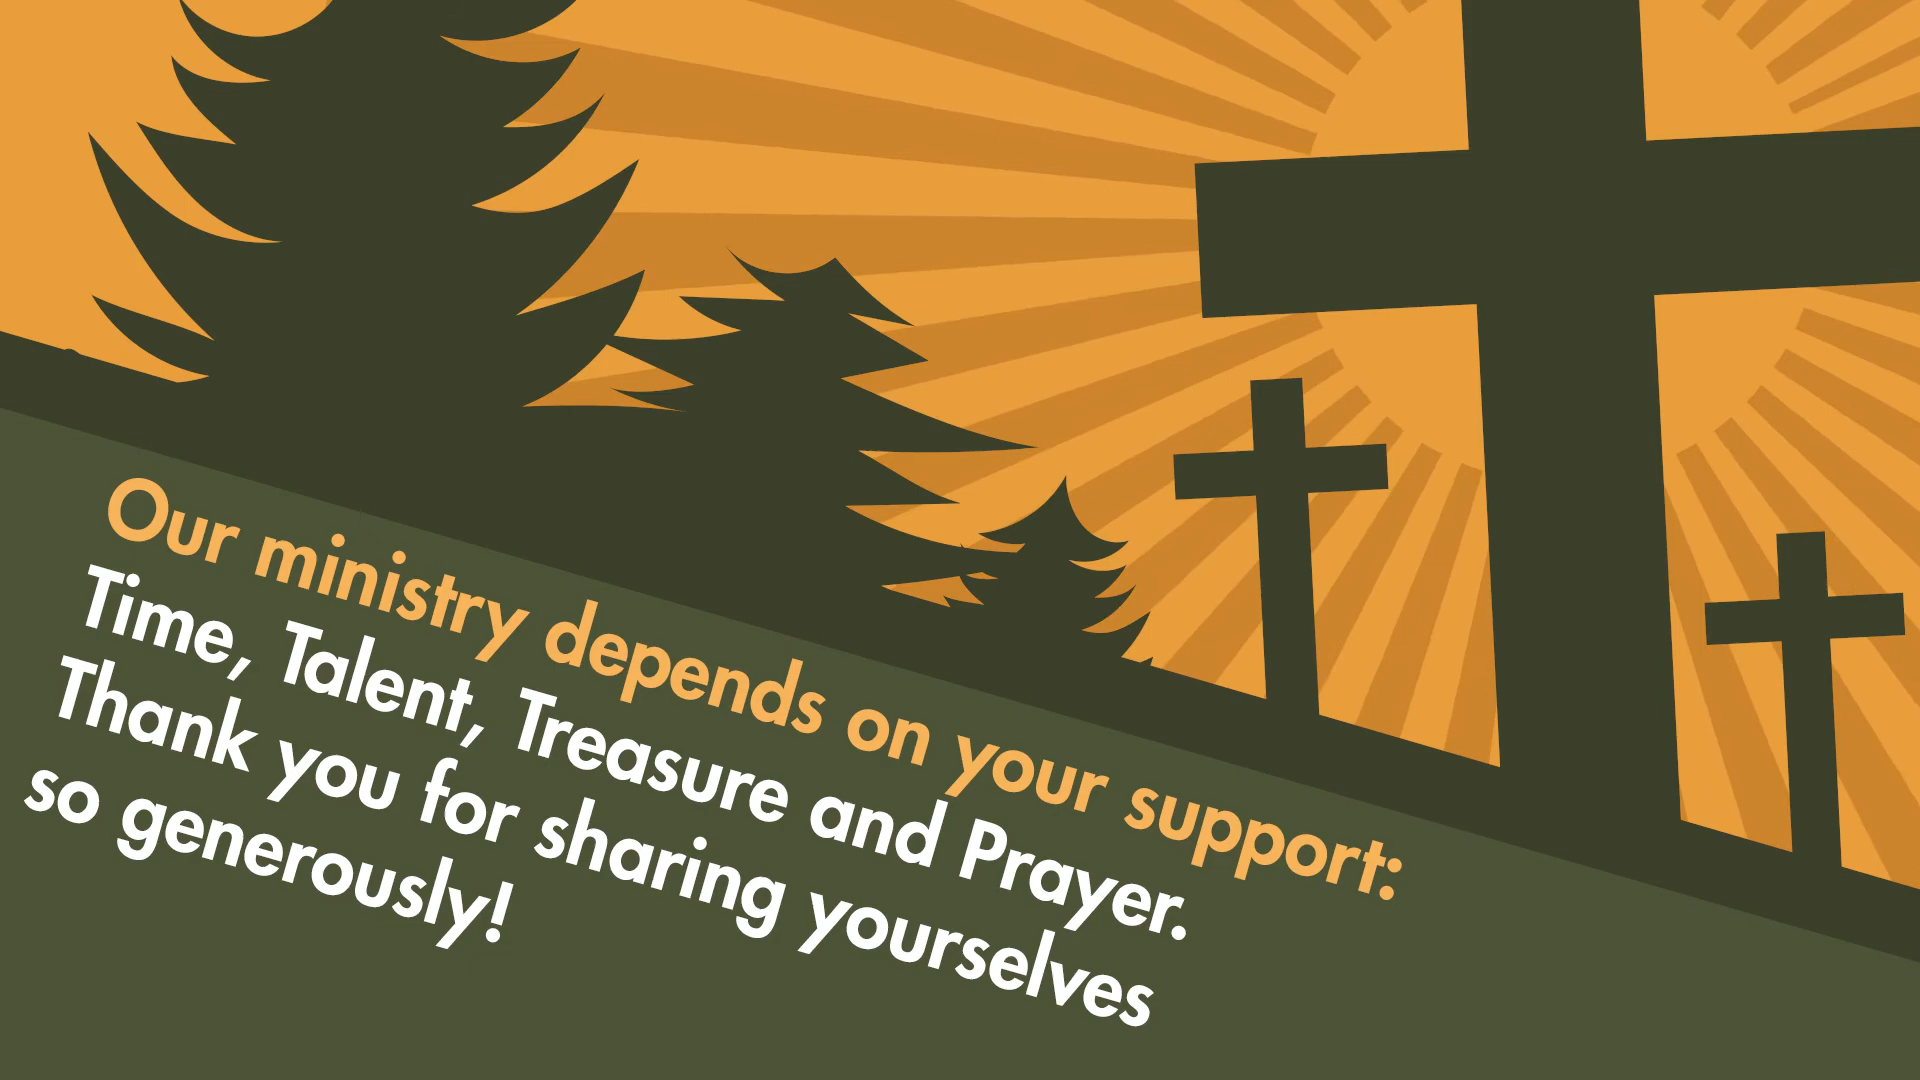 Our ministry depends on your support:
Time, Talent, Treasure and Prayer.
Thank you for sharing yourselves
so generously!